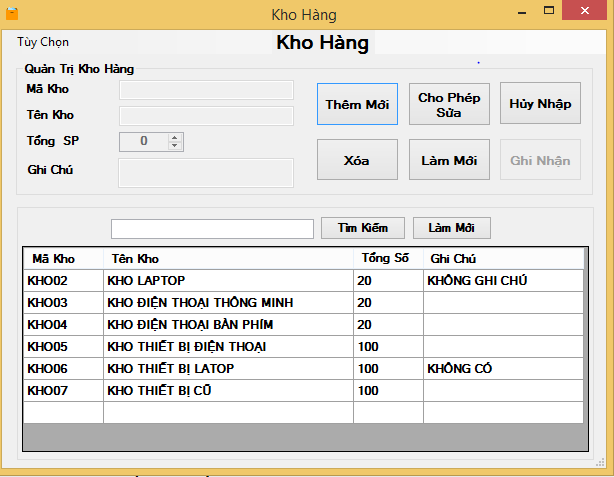 Kho Hàng
Tùy Chọn
Kho Hàng
Quản Trị Kho Hàng
Mã Kho
Tên Kho
Tổng SP 0
Ghi Chú
Thêm Mới
Cho Phép Sửa
Hủy Nhập
Xóa
Làm Mới
Ghi Nhận
Tìm Kiếm Làm Mới
Mã Kho Tên Kho Tổng Số Ghi Chú
KHO02 KHO LAPTOP 20 KHÔNG GHI CHÚ
KHO03 KHO ĐIỆN THOẠI THÔNG MINH 20
KHO04 KHO ĐIỆN THOẠI BÀN PHÍM 20
KHO05 KHO THIẾT BỊ ĐIỆN THOẠI 100
KHO06 KHO THIẾT BỊ LATOP 100 KHÔNG CÓ
KHO07 KHO THIẾT BỊ CŨ 100